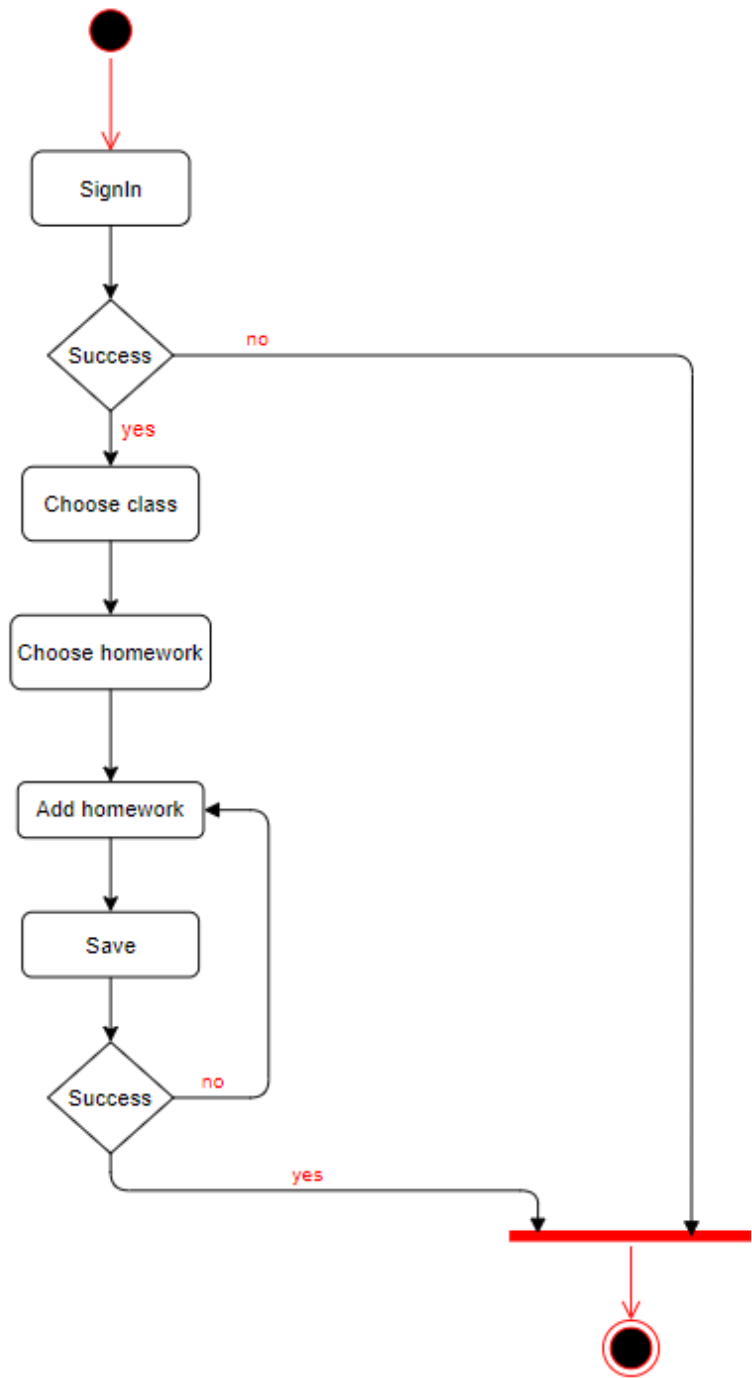 SignIn
Success
no
yes
Choose class
Choose homework
Add homework
Save
Success
no
yes